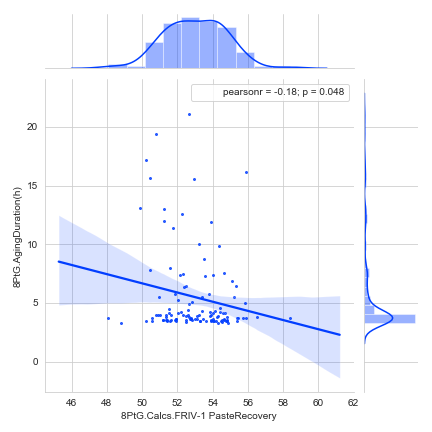 pearsonr = -0.18; p = 0.048
20
15
10
5
0
8PtG.AgingDuration(h)
46 48 50 52 54 56 58 60 62
8PtG.Calcs.FRIV-1 PasteRecovery